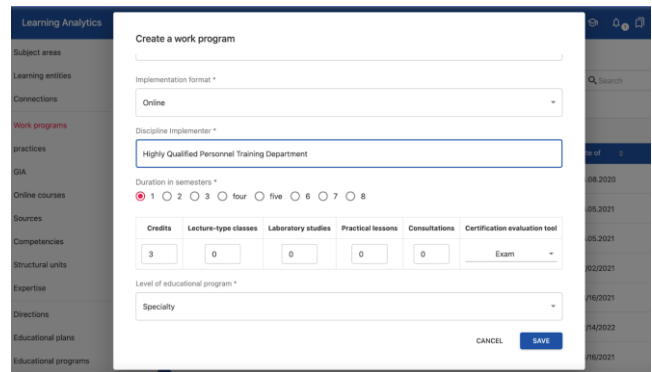 Learning Analytics
Subject areas
Learning entities
Connections
Work programs
practices
GIA
Online courses
Sources
Competencies
Structural units
Expertise
Directions
Educational plans
Educational programs
Create a work program
Implementation format *
Online
Discipline Implementer *
Highly Qualified Personnel Training Department
Duration in semesters *
1 2 3 four five 6 7 8
Credits Lecture-type classes Laboratory studies Practical lessons Consultations Certification evaluation tool
3 0 0 0 0 Exam
Level of educational program *
Specialty
CANCEL SAVE
Search
te of
.08.2020
.05.2021
.05.2021
/02/2021
/16/2021
/14/2022
/16/2021